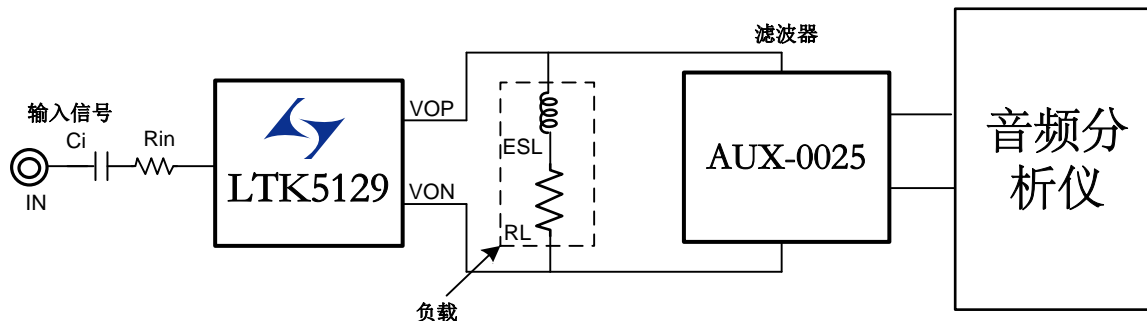 输入信号
Ci
Rin
IN
LTK5129
VOP
VON
ESL
RL
负载
滤波器
AUX-0025
音频分
析仪